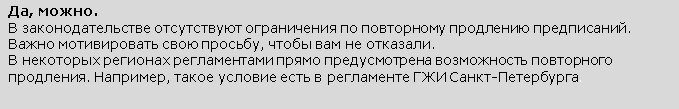 Да, можно.
В законодательстве отсутствуют ограничения по повторному продлению предписаний.
Важно мотивировать свою просьбу, чтобы вам не отказали.
В некоторых регионах регламентами прямо предусмотрена возможность повторного
продления. Например, такое условие есть в регламенте ГЖИ Санкт-Петербурга